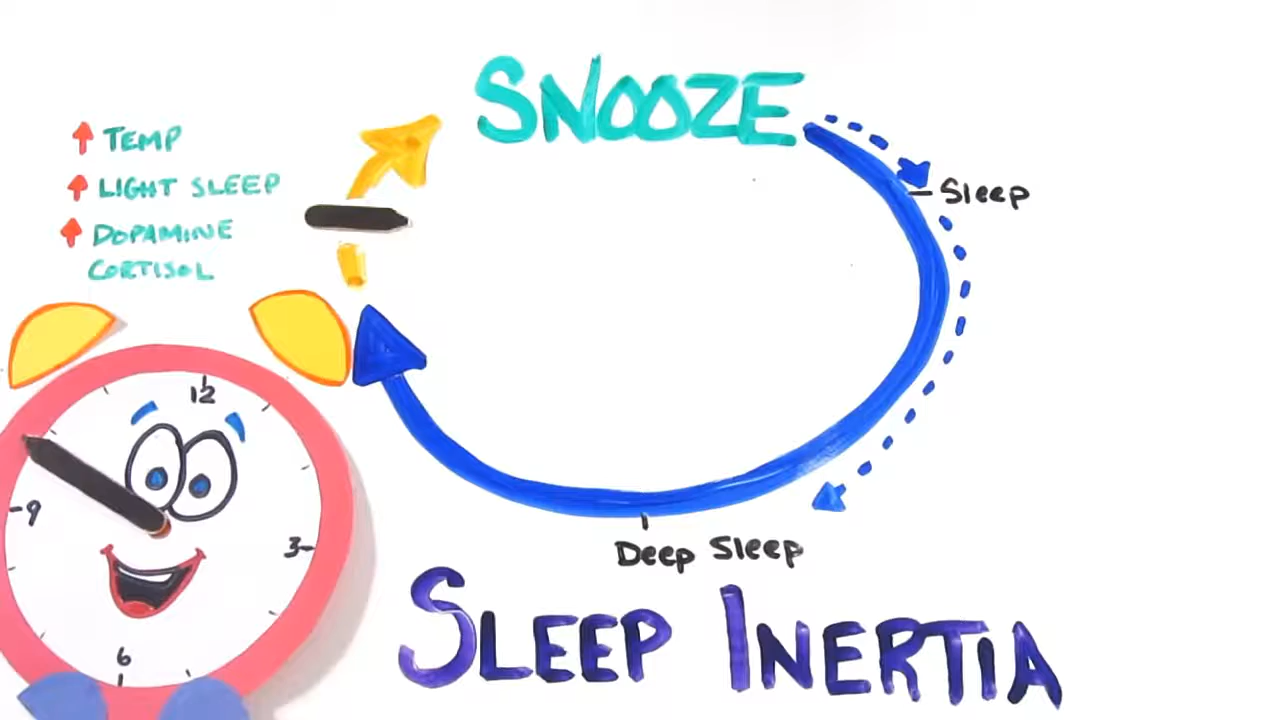 SNOOZE
TEMP
LIGHT SLEEP
DOPAMINE
CORTISOL
Sleep
12
9
3
6
Deep Sleep
SLEEP INERTIA